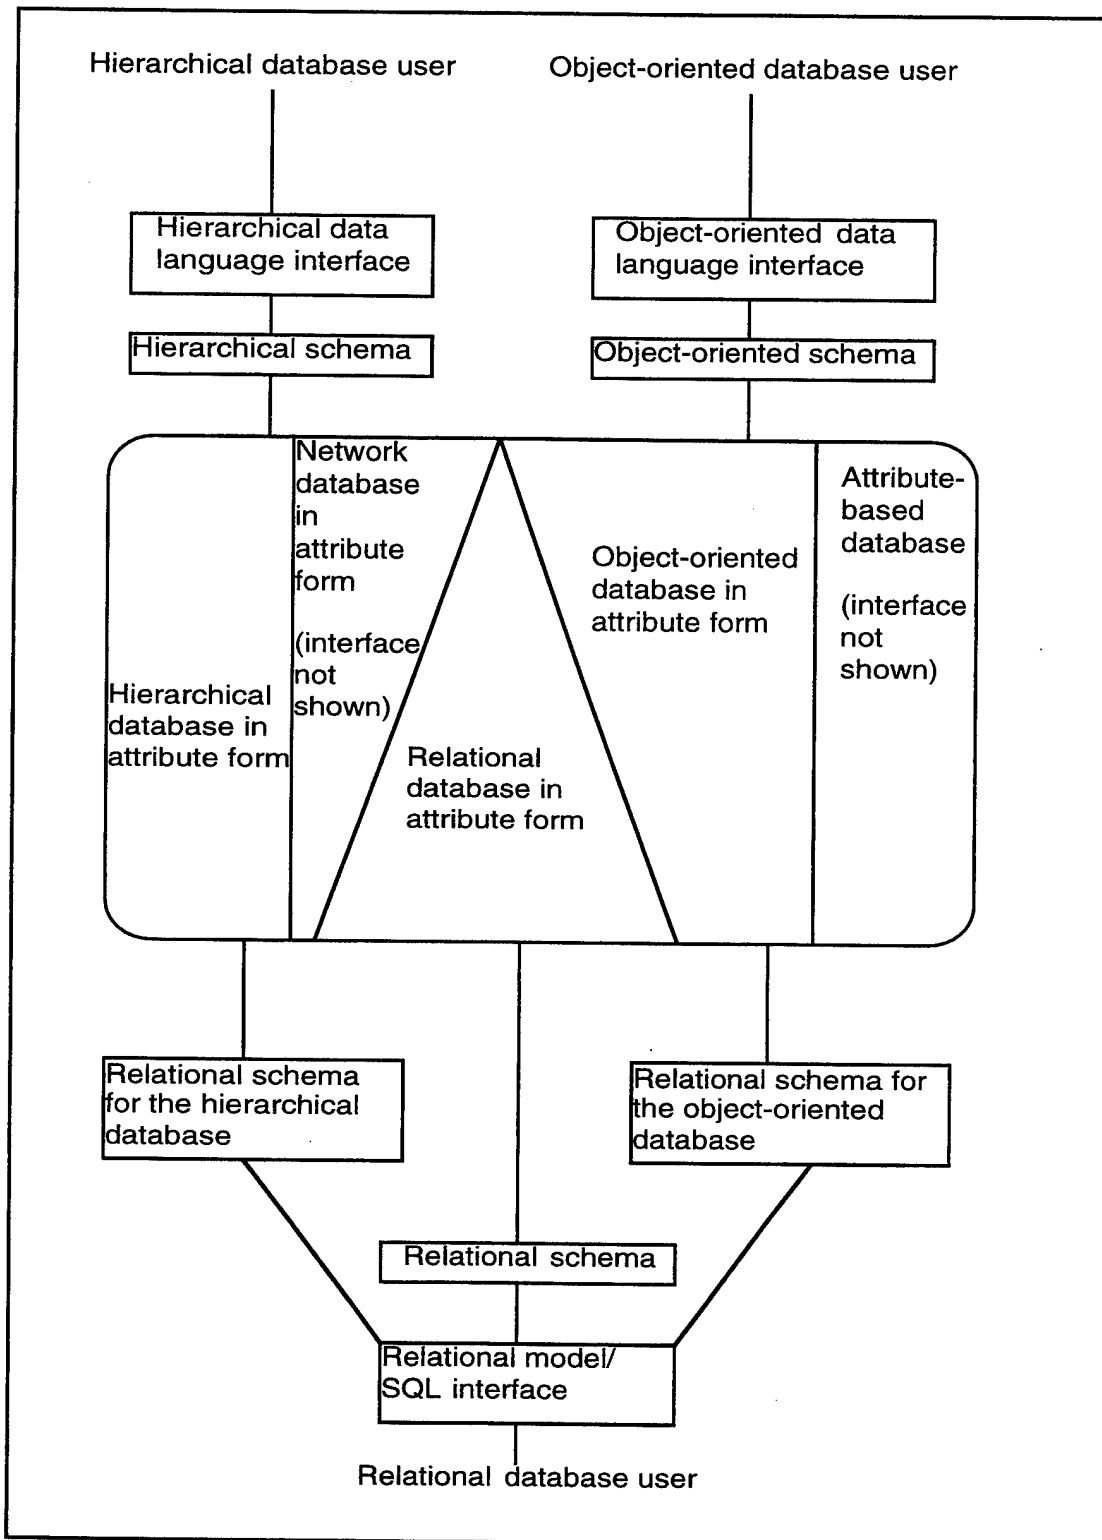 Hierarchical database user
Object-oriented database user
Hierarchical data
language interface
Object-oriented data
language interface
Hierarchical schema
Object-oriented schema
Hierarchical
database in
attribute form
Network
database
in
attribute
form
(interface
not
shown)
Relational
database in
attribute form
Object-oriented
database in
attribute form
Attribute-
based
database
(interface
not
shown)
Relational schema
for the hierarchical
database
Relational schema for
the object-oriented
database
Relational schema
Relational model/
SQL interface
Relational database user